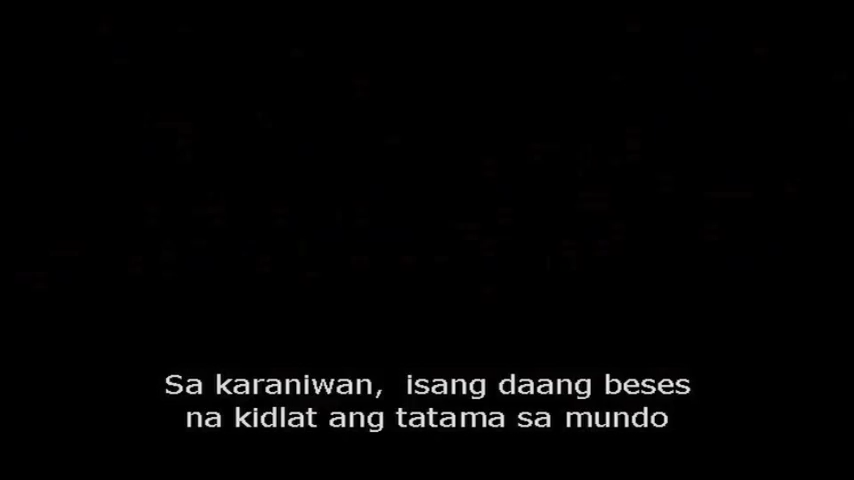 Sa karaniwan, isang daang beses
na kidlat ang tatama sa mundo